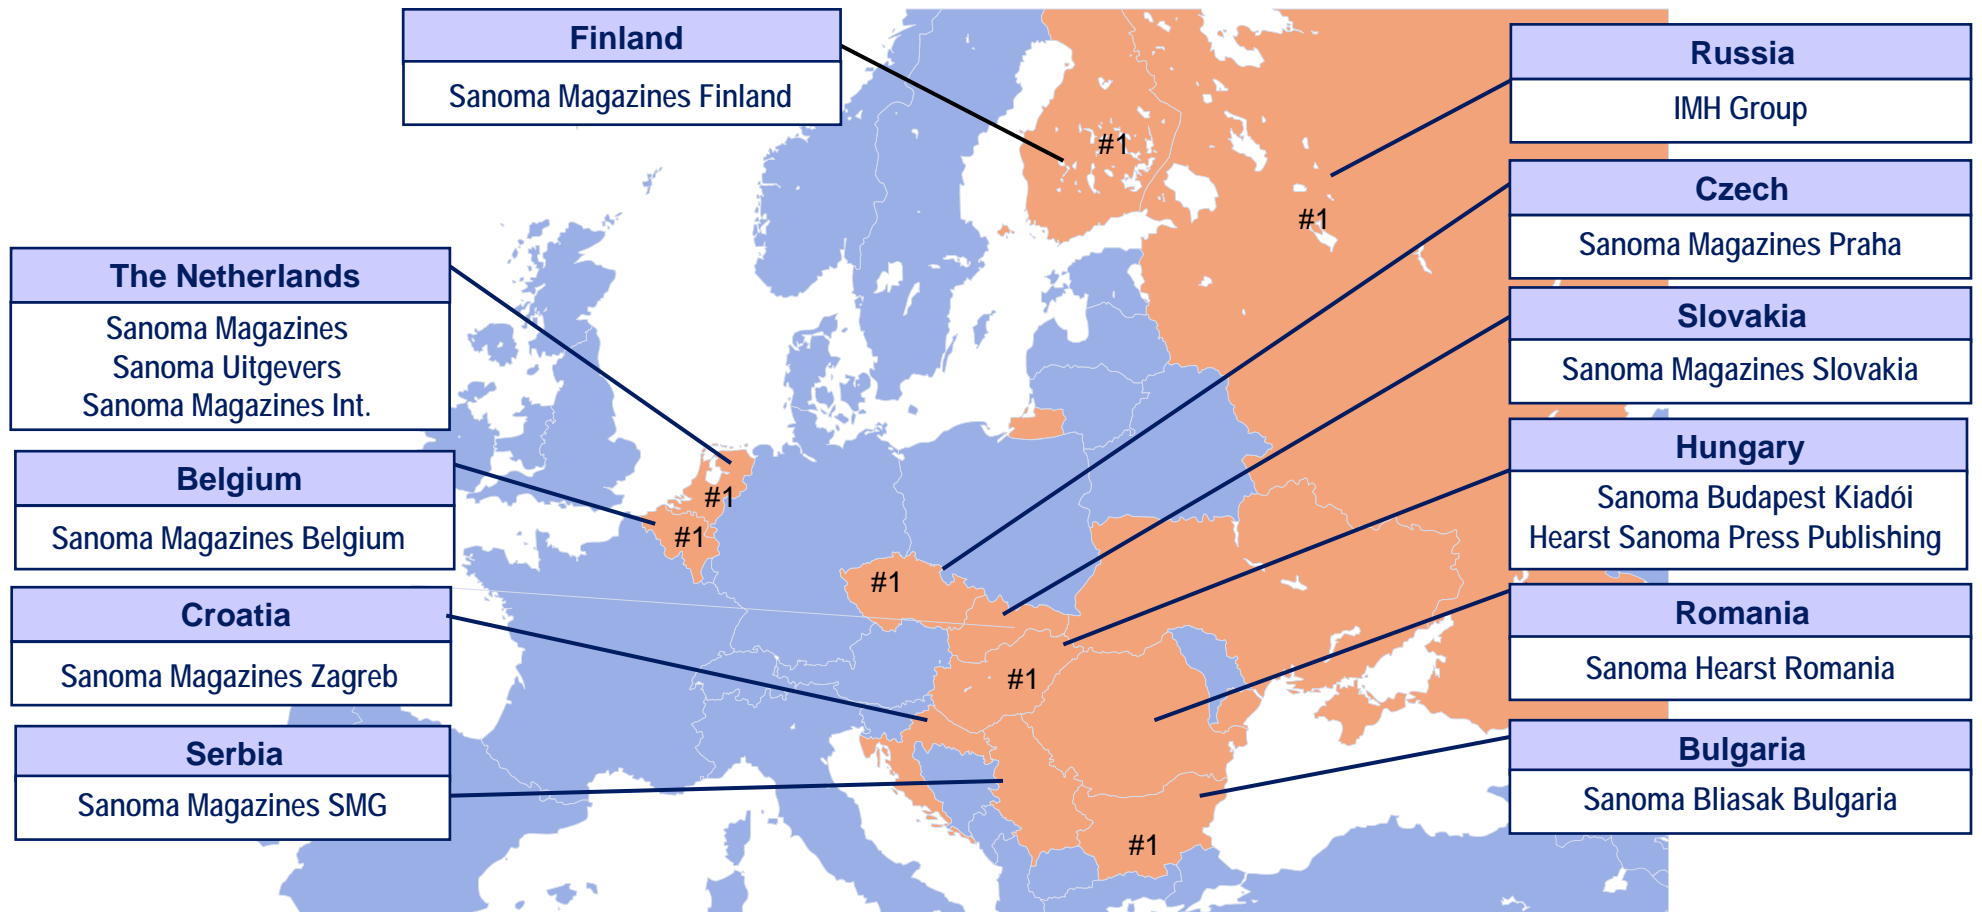 Finland
Sanoma Magazines Finland
The Netherlands
Sanoma Magazines
Sanoma Uitgevers
Sanoma Magazines Int.
Belgium
Sanoma Magazines Belgium
Croatia
Sanoma Magazines Zagreb
Serbia
Sanoma Magazines SMG
#1
#1
#1
#1
#1
#1
#1
Russia
IMH Group
Czech
Sanoma Magazines Praha
Slovakia
Sanoma Magazines Slovakia
Hungary
Sanoma Budapest Kiadói
Hearst Sanoma Press Publishing
Romania
Sanoma Hearst Romania
Bulgaria
Sanoma Bliasak Bulgaria